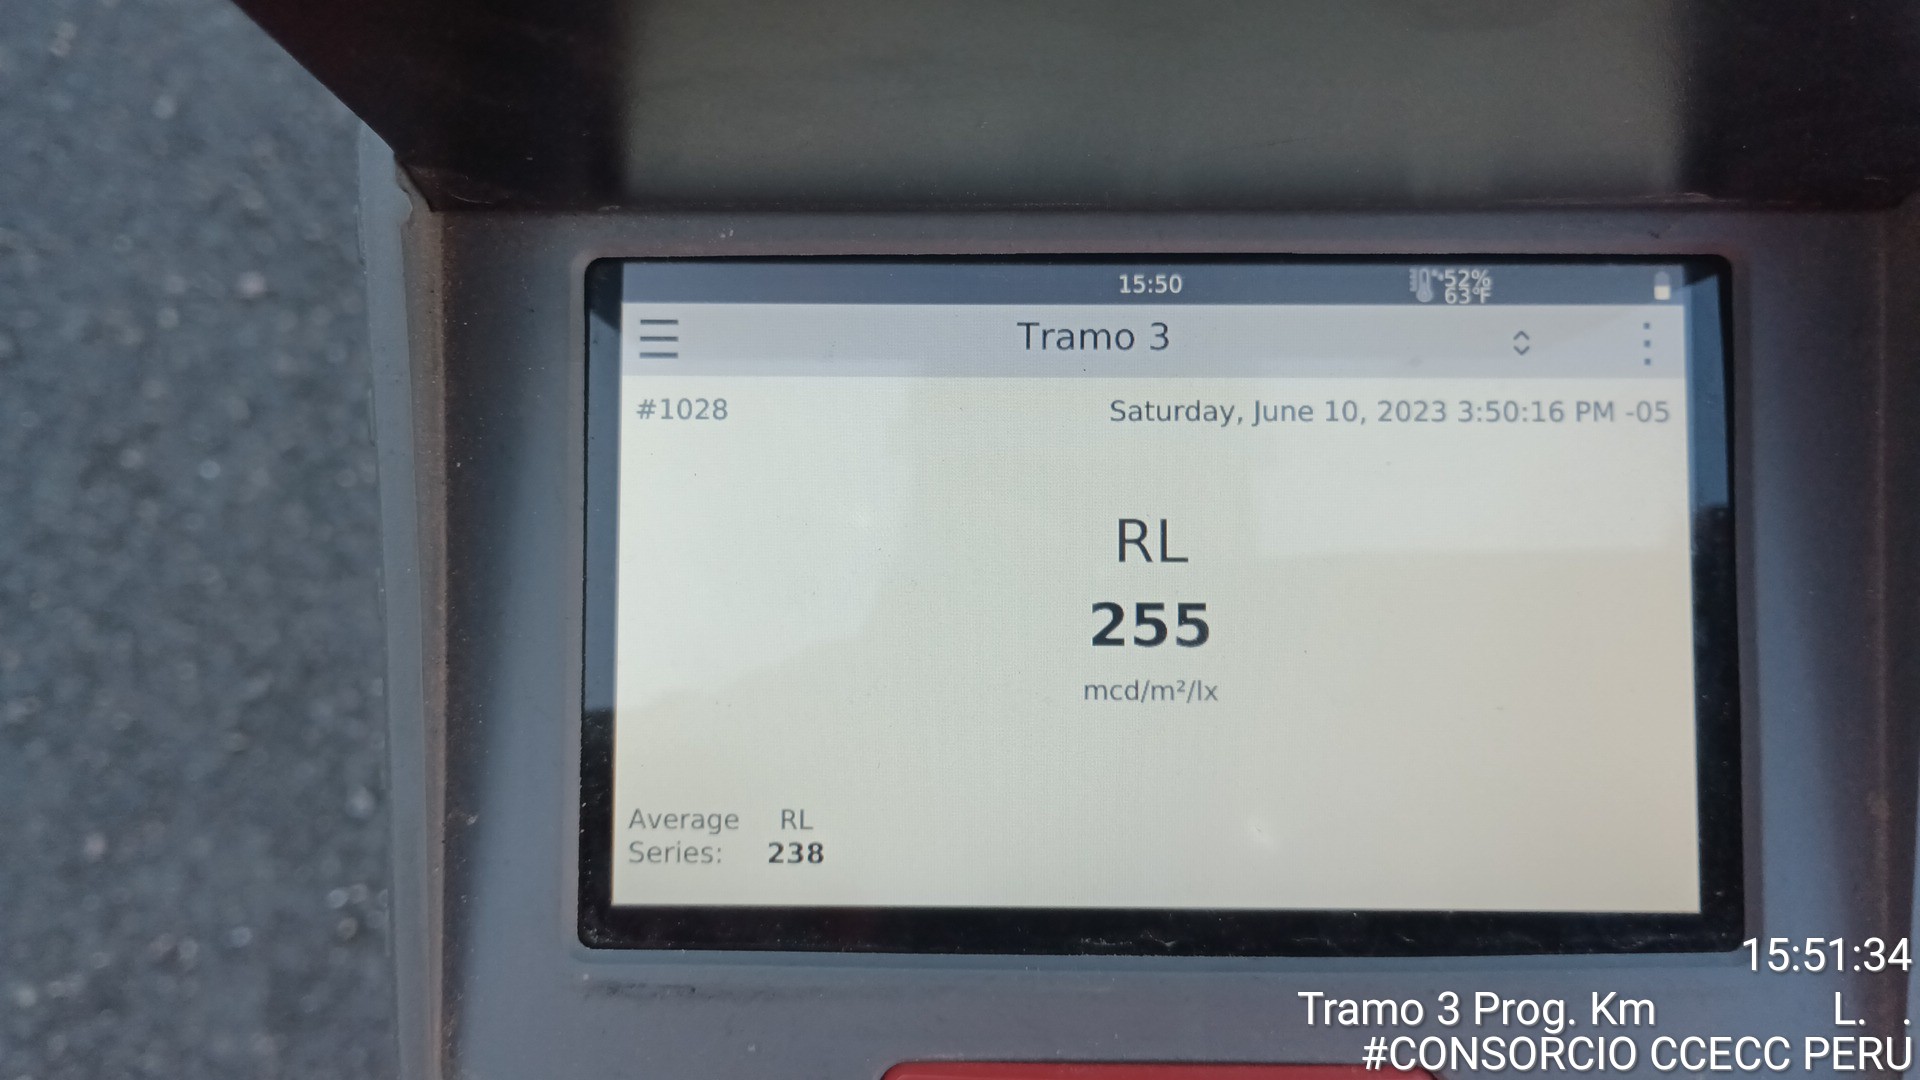 15:50
52%
63°F
Tramo 3
#1028 Saturday, June 10, 2023 3:50:16 PM -05
RL
255
mcd/m²/lx
Average RL
Series: 238
15:51:34
Tramo 3 Prog. Km L. .
#CONSORCIO CCECC PERU